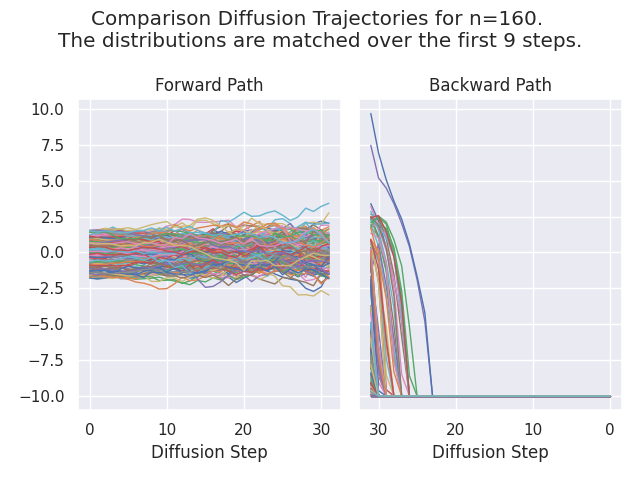 Comparison Diffusion Trajectories for n=160.
The distributions are matched over the first 9 steps.
Forward Path
Backward Path
10.0
7.5
5.0
2.5
0.0
−2.5
−5.0
−7.5
−10.0
0 10 20 30
30 20 10 0
Diffusion Step
Diffusion Step